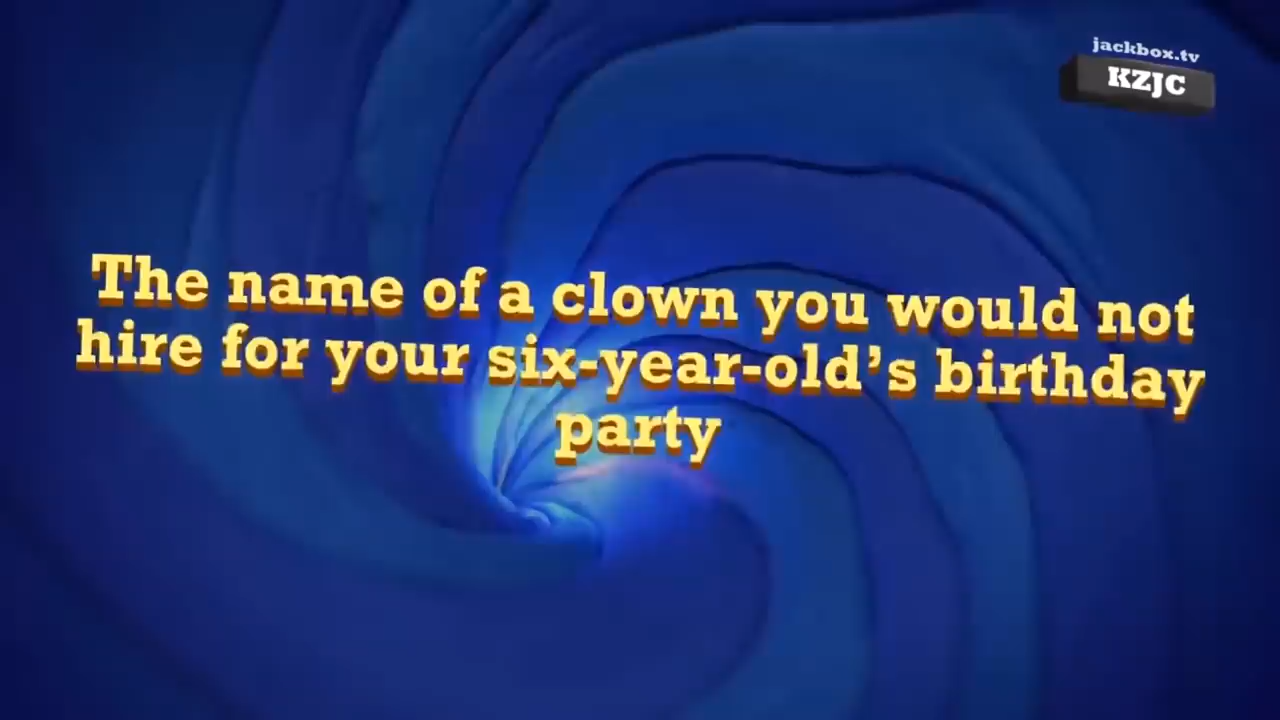 jackbox.tv
KZJC
The name of a clown you would not
hire for your six-year-old’s birthday
party